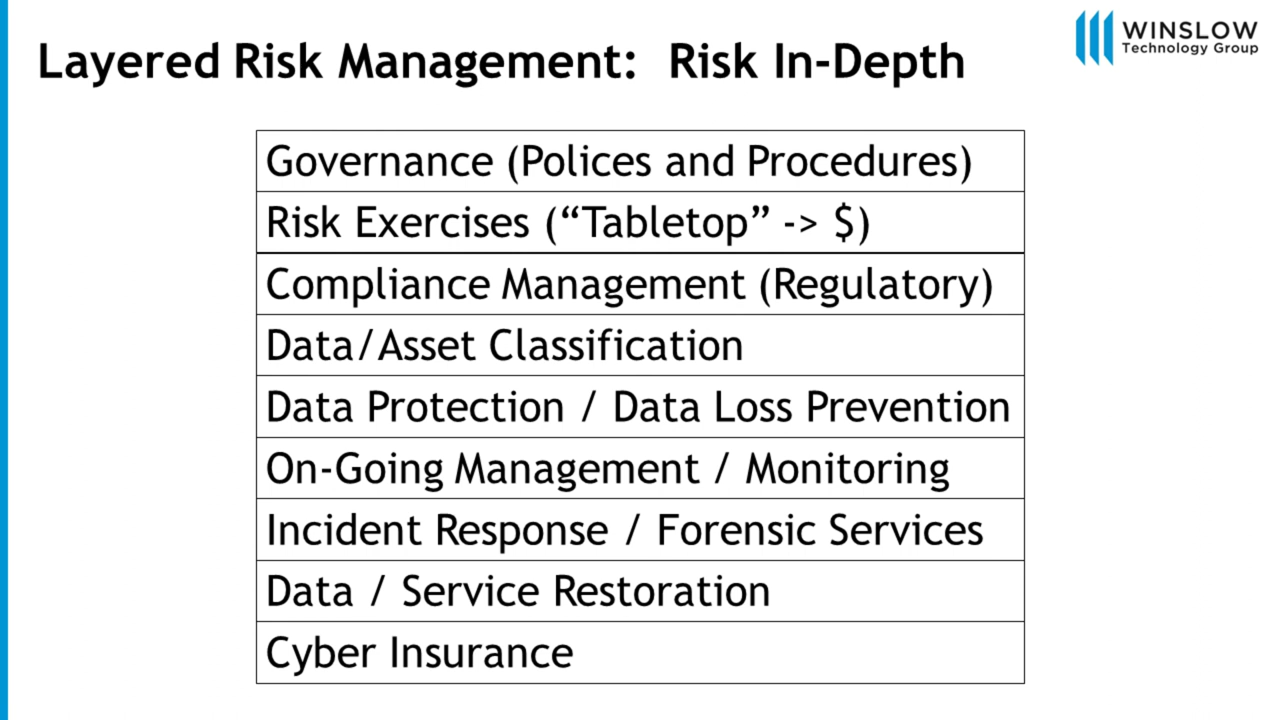 Layered Risk Management: Risk In-Depth
WINSLOW
Technology Group
Governance (Polices and Procedures)
Risk Exercises (“Tabletop” -> $)
Compliance Management (Regulatory)
Data/Asset Classification
Data Protection / Data Loss Prevention
On-Going Management / Monitoring
Incident Response / Forensic Services
Data / Service Restoration
Cyber Insurance